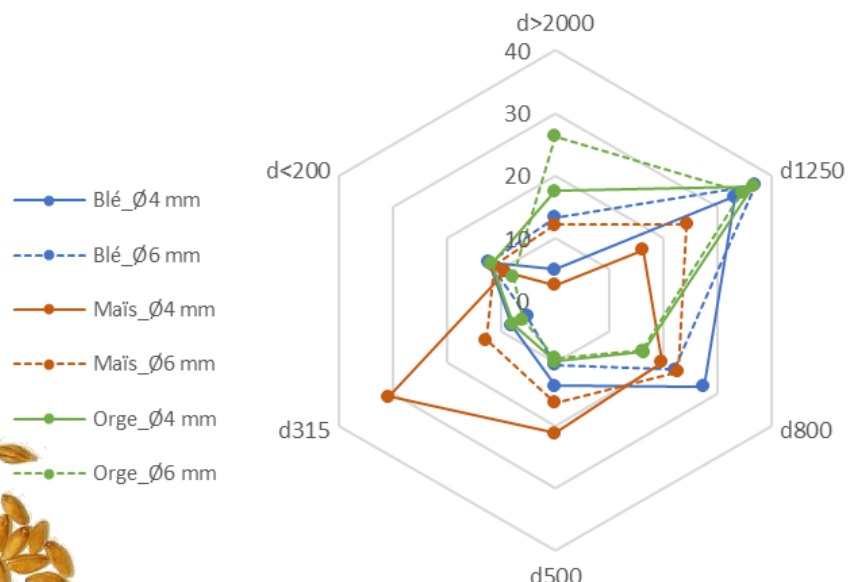 d>2000
40
30
d<200
d1250
20
Blé_Ø4 mm
10
Blé_Ø6 mm
0
Maïs_Ø4 mm
Maïs_Ø6 mm
Orge_Ø4 mm
d315
d800
Orge_Ø6 mm
d500